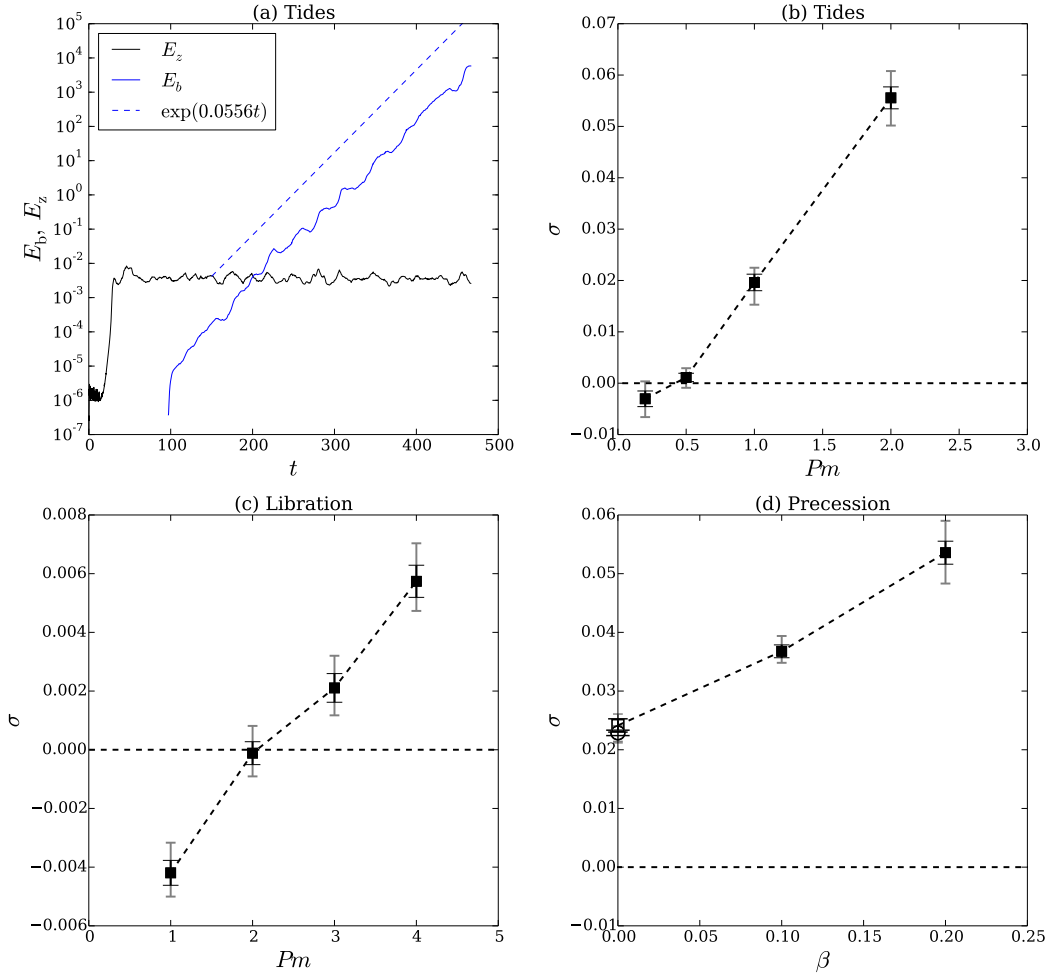 (a) Tides
10^5
10^4
10^3
10^2
10^1
10^0
10^-1
10^-2
10^-3
10^-4
10^-5
10^-6
10^-7
E_b, E_z
E_z
E_b
exp(0.0556t)
0 100 200 300 400 500
t
(b) Tides
0.07
0.06
0.05
0.04
0.03
0.02
0.01
0.00
−0.01
σ
0.0 0.5 1.0 1.5 2.0 2.5 3.0
Pm
(c) Libration
0.008
0.006
0.004
0.002
0.000
−0.002
−0.004
−0.006
σ
0 1 2 3 4 5
Pm
(d) Precession
0.06
0.05
0.04
0.03
0.02
0.01
0.00
−0.01
σ
0.00 0.05 0.10 0.15 0.20 0.25
β